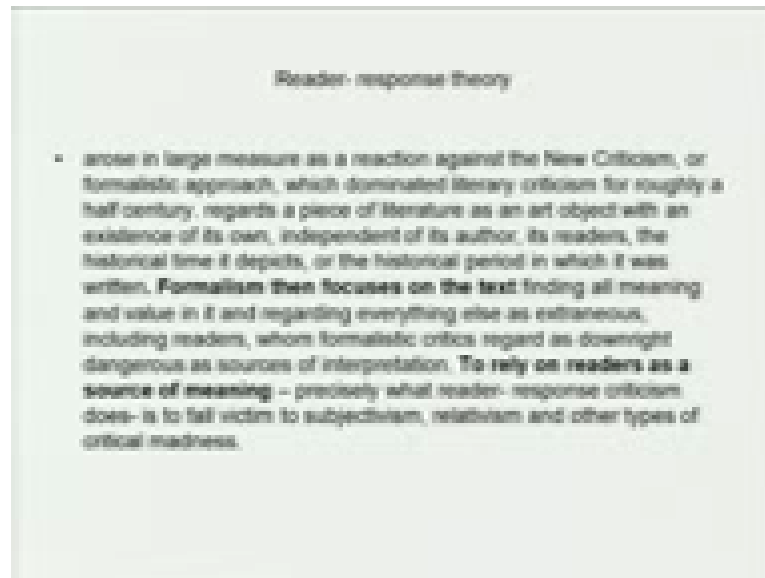 Reader- response theory
• arose in large measure as a reaction against the New Criticism, or
formalistic approach, which dominated literary criticism for roughly a
half century. regards a piece of literature as an art object with an
existence of its own, independent of its author, its readers, the
historical time it depicts, or the historical period in which it was
written. Formalism then focuses on the text finding all meaning
and value in it and regarding everything else as extraneous,
including readers, whom formalistic critics regard as downright
dangerous as sources of interpretation. To rely on readers as a
source of meaning – precisely what reader- response criticism
does- is to fall victim to subjectivism, relativism and other types of
critical madness.